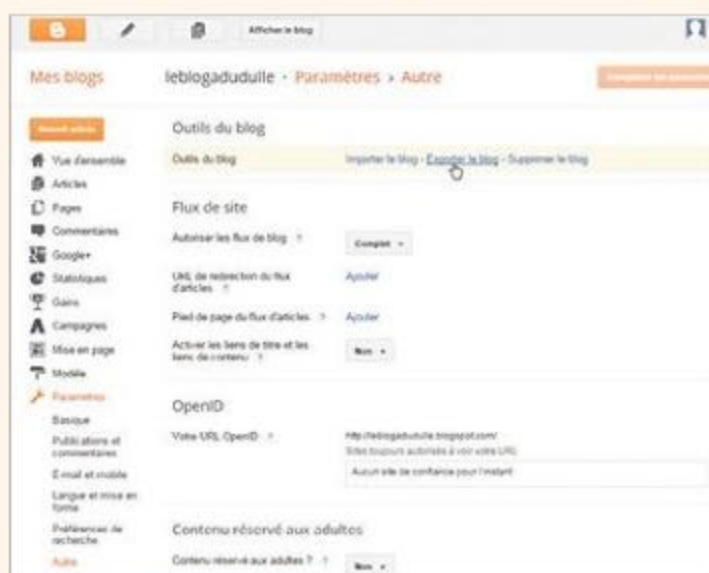 Afficher le blog
Mes blogs
leblogadudulle · Paramètres › Autre
Nouvel article
Outils du blog
Outils du blog
Importer le blog - Exporter le blog - Supprimer le blog
Vue d'ensemble
Articles
Pages
Commentaires
Google+
Statistiques
Gains
Campagnes
Mise en page
Modèle
Paramètres
Basique
Publications et
commentaires
E-mail et mobile
Langue et mise en
forme
Préférences de
recherche
Autre
Flux de site
Autoriser les flux de blog ?
Complet
URL de redirection du flux
d'articles ?
Ajouter
Pied de page du flux d'articles ?
Ajouter
Activer les liens de titre et les
liens de contenu ?
Non
OpenID
Votre URL OpenID ?
http://leblogadudulle.blogspot.com/
Sites toujours autorisés à voir votre URL
Aucun site de confiance pour l'instant
Contenu réservé aux adultes
Contenu réservé aux adultes ? ?
Non